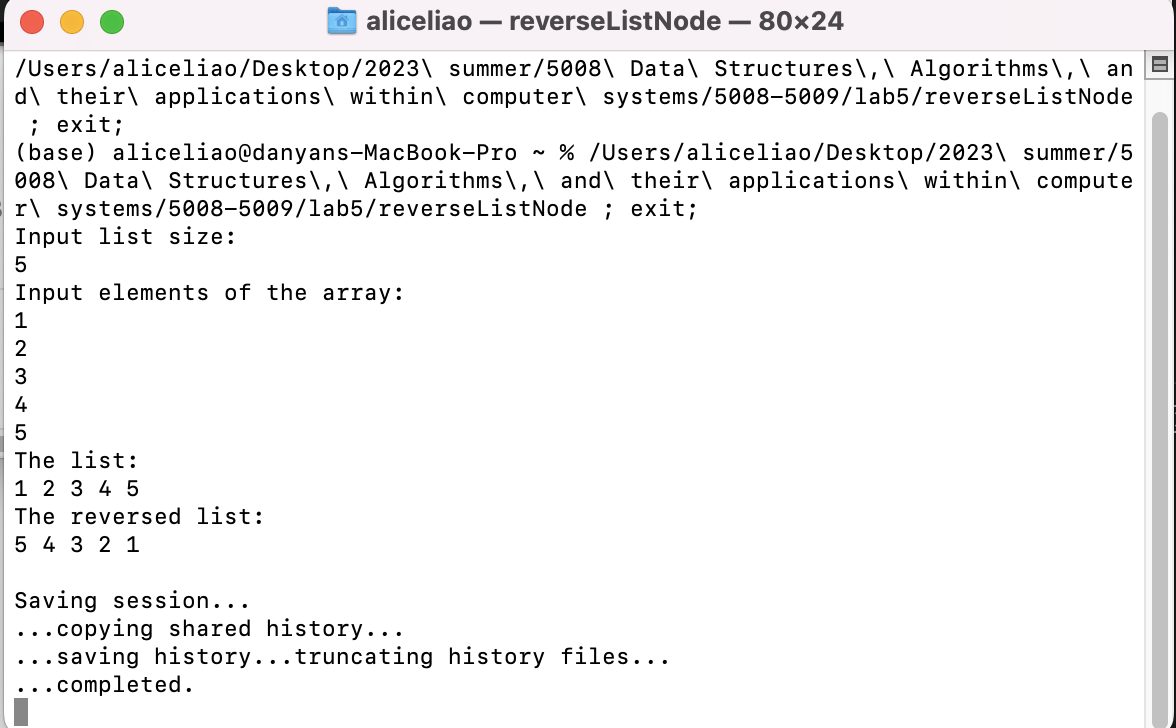 aliceliao — reverseListNode — 80×24
/Users/aliceliao/Desktop/2023\ summer/5008\ Data\ Structures\,\ Algorithms\,\ an
d\ their\ applications\ within\ computer\ systems/5008-5009/lab5/reverseListNode
 ; exit;
(base) aliceliao@danyans-MacBook-Pro ~ % /Users/aliceliao/Desktop/2023\ summer/5
008\ Data\ Structures\,\ Algorithms\,\ and\ their\ applications\ within\ compute
r\ systems/5008-5009/lab5/reverseListNode ; exit;
Input list size:
5
Input elements of the array:
1
2
3
4
5
The list:
1 2 3 4 5
The reversed list:
5 4 3 2 1
Saving session...
...copying shared history...
...saving history...truncating history files...
...completed.